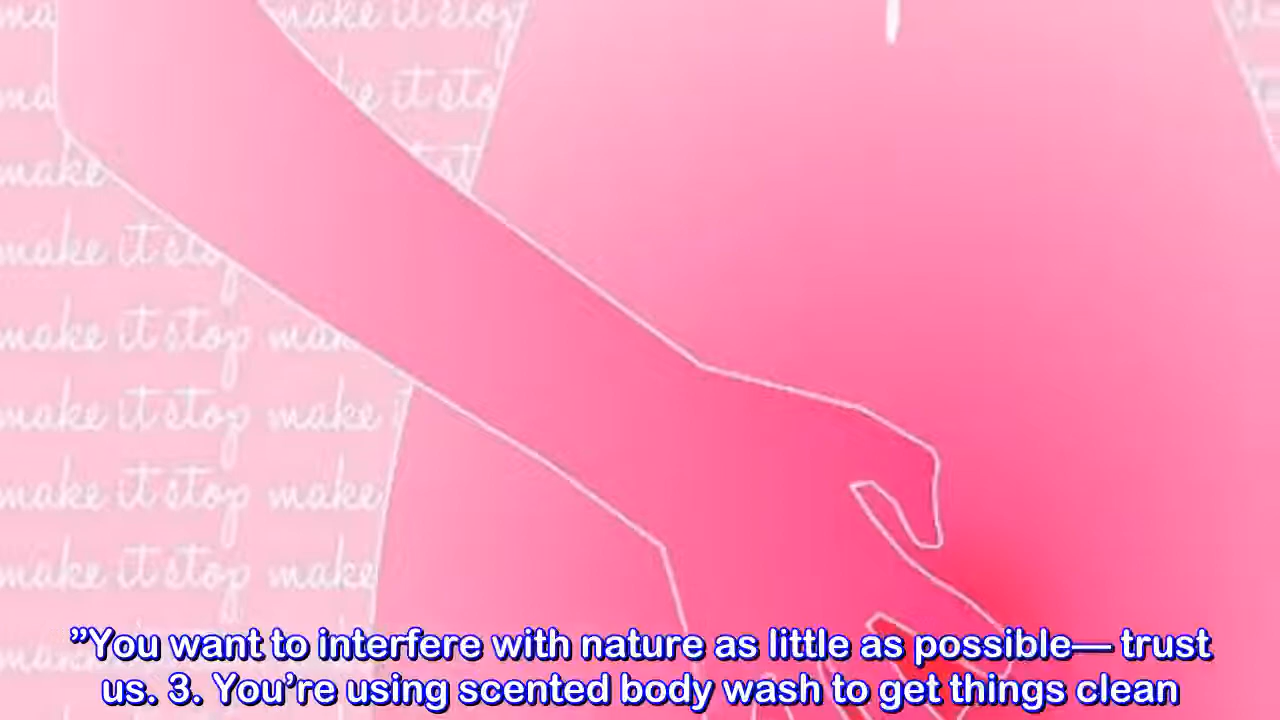 make it stop
make it sto
make
make it sto
make it stop make
make it stop make
make it stop make
make it stop make
”You want to interfere with nature as little as possible— trust
us. 3. You’re using scented body wash to get things clean